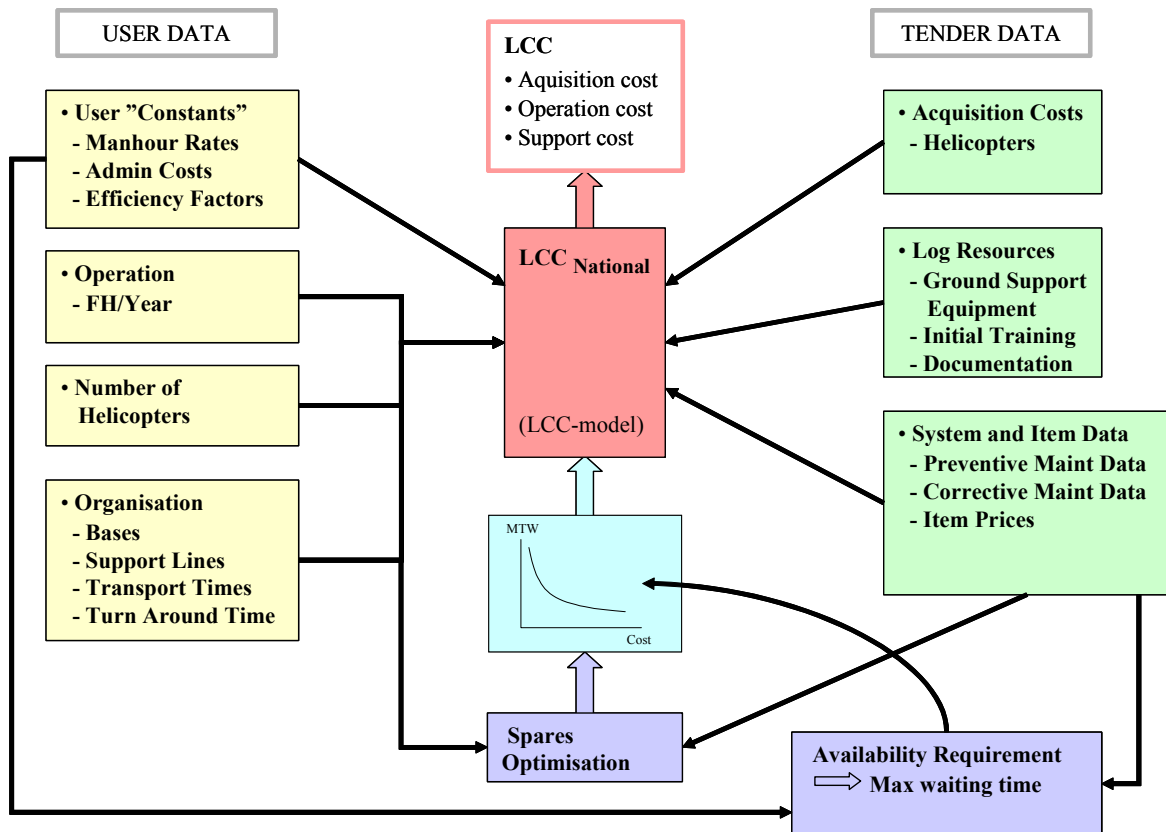 USER DATA
• User ”Constants”
- Manhour Rates
- Admin Costs
- Efficiency Factors
• Operation
- FH/Year
• Number of
Helicopters
• Organisation
- Bases
- Support Lines
- Transport Times
- Turn Around Time
LCC
• Aquisition cost
• Operation cost
• Support cost
LCC National
(LCC-model)
MTW
Cost
Spares
Optimisation
TENDER DATA
• Acquisition Costs
- Helicopters
• Log Resources
- Ground Support
Equipment
- Initial Training
- Documentation
• System and Item Data
- Preventive Maint Data
- Corrective Maint Data
- Item Prices
Availability Requirement
Max waiting time